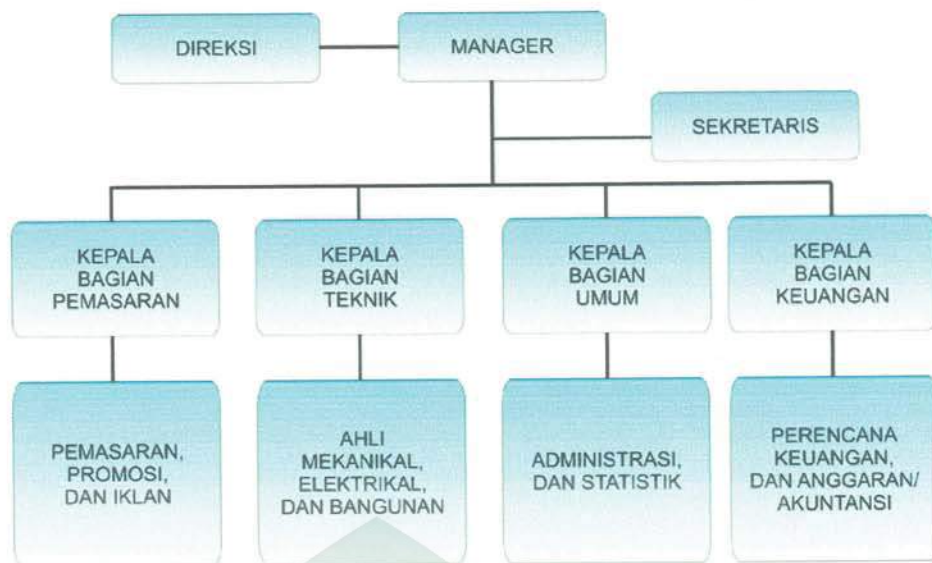 DIREKSI
MANAGER
SEKRETARIS
KEPALA
BAGIAN
PEMASARAN
KEPALA
BAGIAN
TEKNIK
KEPALA
BAGIAN
UMUM
KEPALA
BAGIAN
KEUANGAN
PEMASARAN,
PROMOSI,
DAN IKLAN
AHLI
MEKANIKAL,
ELEKTRIKAL,
DAN BANGUNAN
ADMINISTRASI,
DAN STATISTIK
PERENCANA
KEUANGAN,
DAN ANGGARAN/
AKUNTANSI